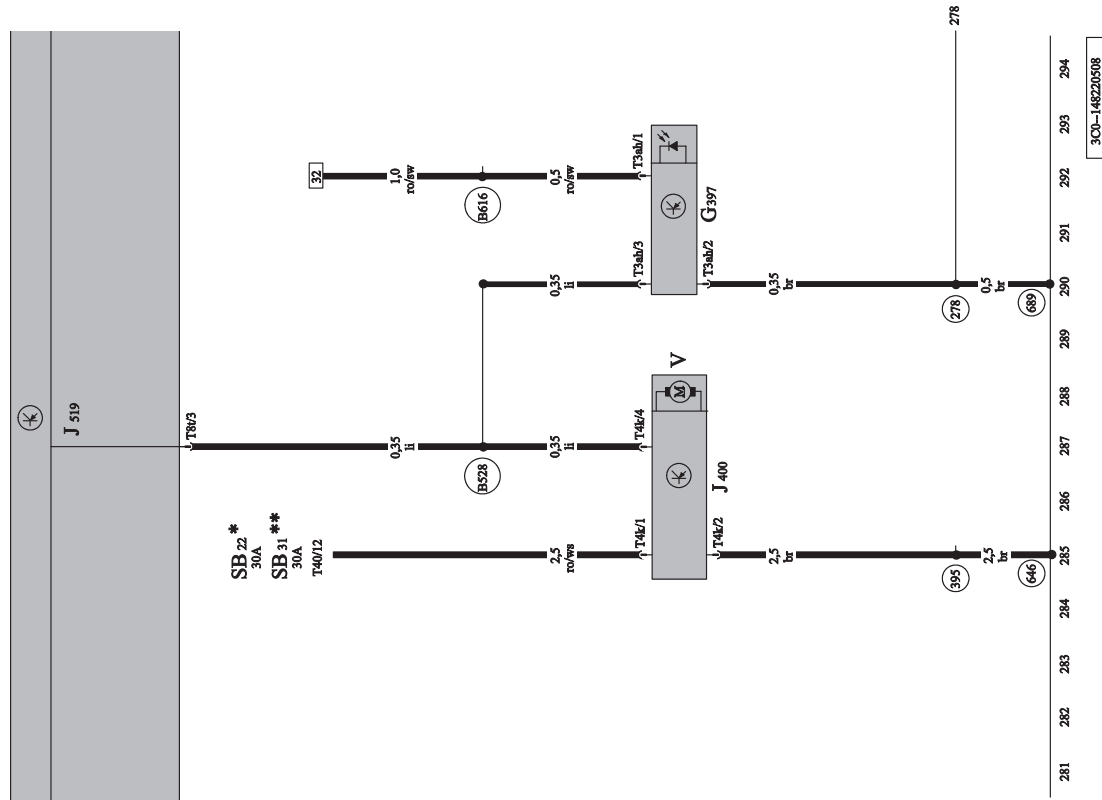 J 519
T8t/3
SB 22 *
30A
SB 31 **
30A
T40/12
32
1,0
ro/sw
B616
0,5
ro/sw
T3ah/1
0,35
li
B528
0,35
li
T4k/4
0,35
li
T3ah/3
2,5
ro/ws
T4k/1
M
V
J 400
G397
T4k/2
2,5
br
395
2,5
br
646
T3ah/2
0,35
br
278
0,5
br
689
278
281
282
283
284
285
286
287
288
289
290
291
292
293
294
3C0-148220508